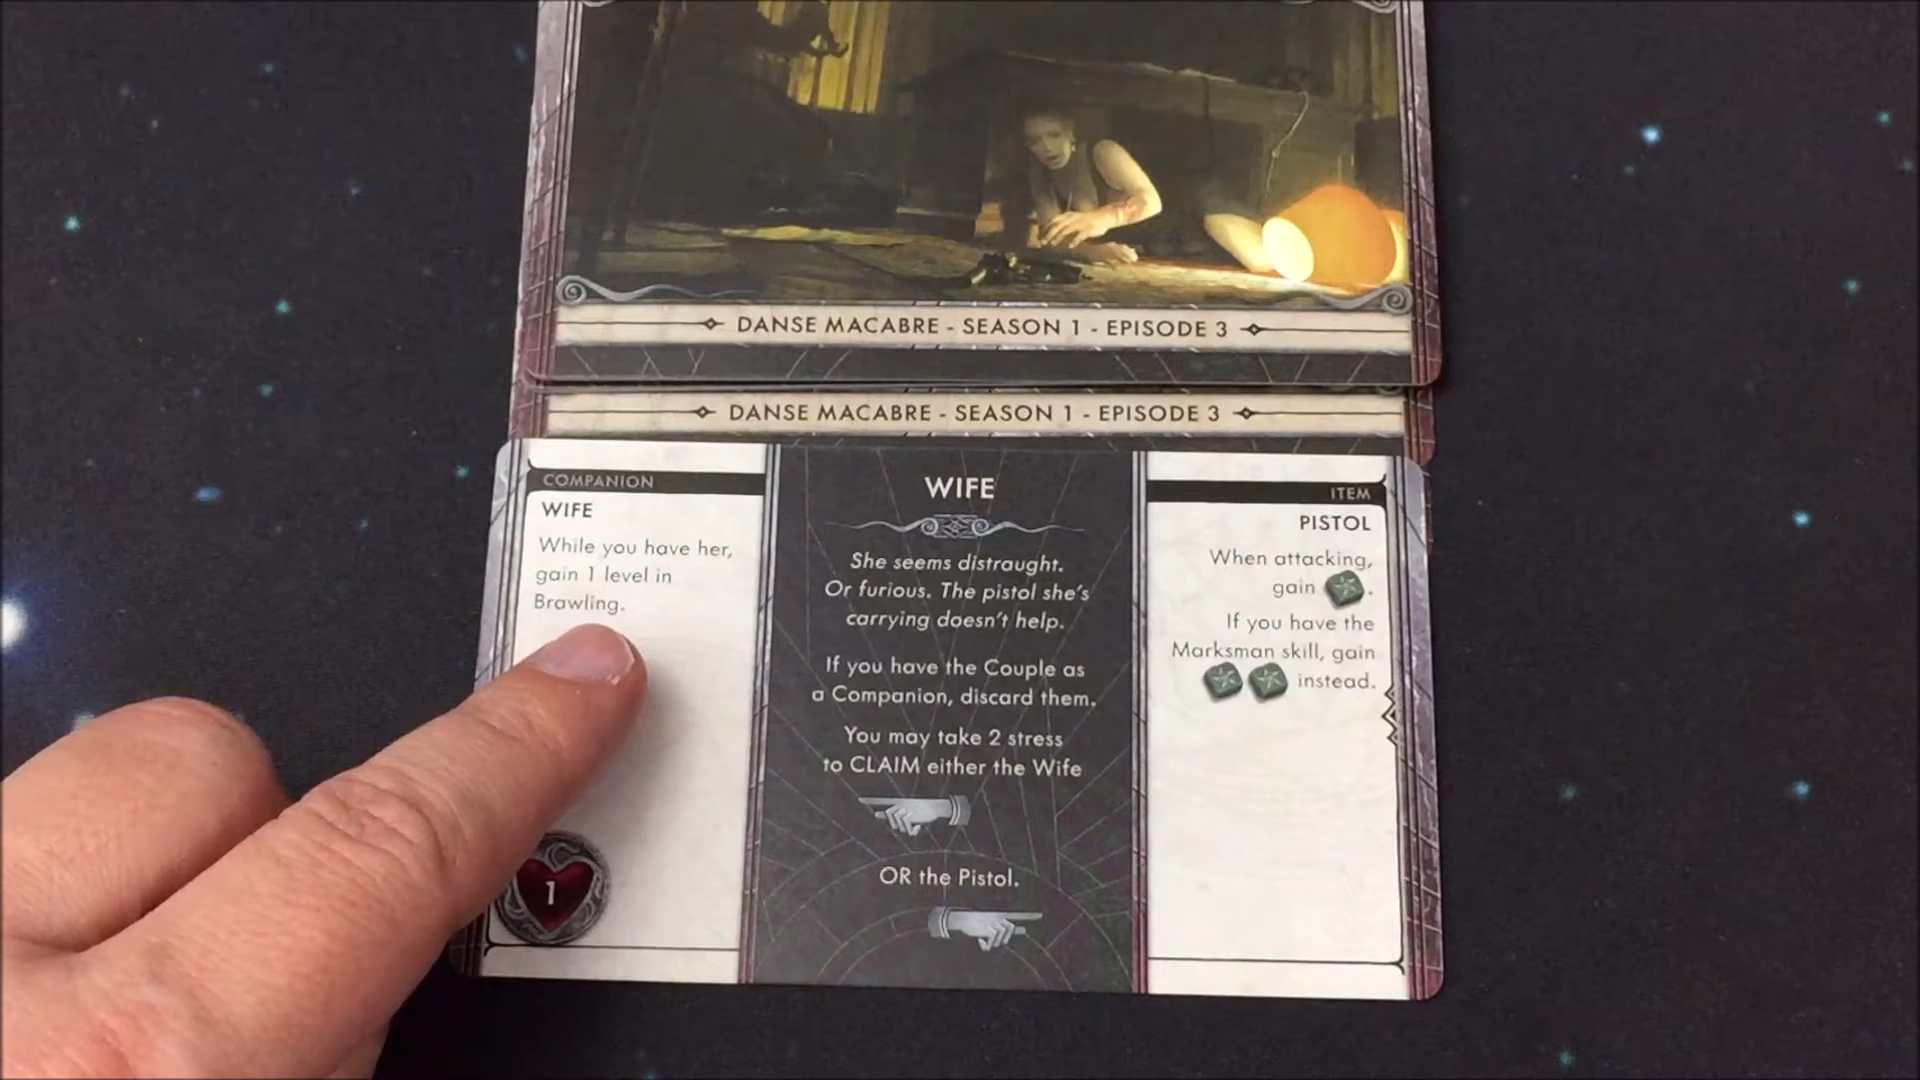 DANSE MACABRE - SEASON 1 - EPISODE 3
DANSE MACABRE - SEASON 1 - EPISODE 3
COMPANION
WIFE
While you have her,
gain 1 level in
Brawling.
1
WIFE
She seems distraught.
Or furious. The pistol she's
carrying doesn't help.
If you have the Couple as
a Companion, discard them.
You may take 2 stress
to CLAIM either the Wife
OR the Pistol.
ITEM
PISTOL
When attacking,
gain .
If you have the
Marksman skill, gain
instead.